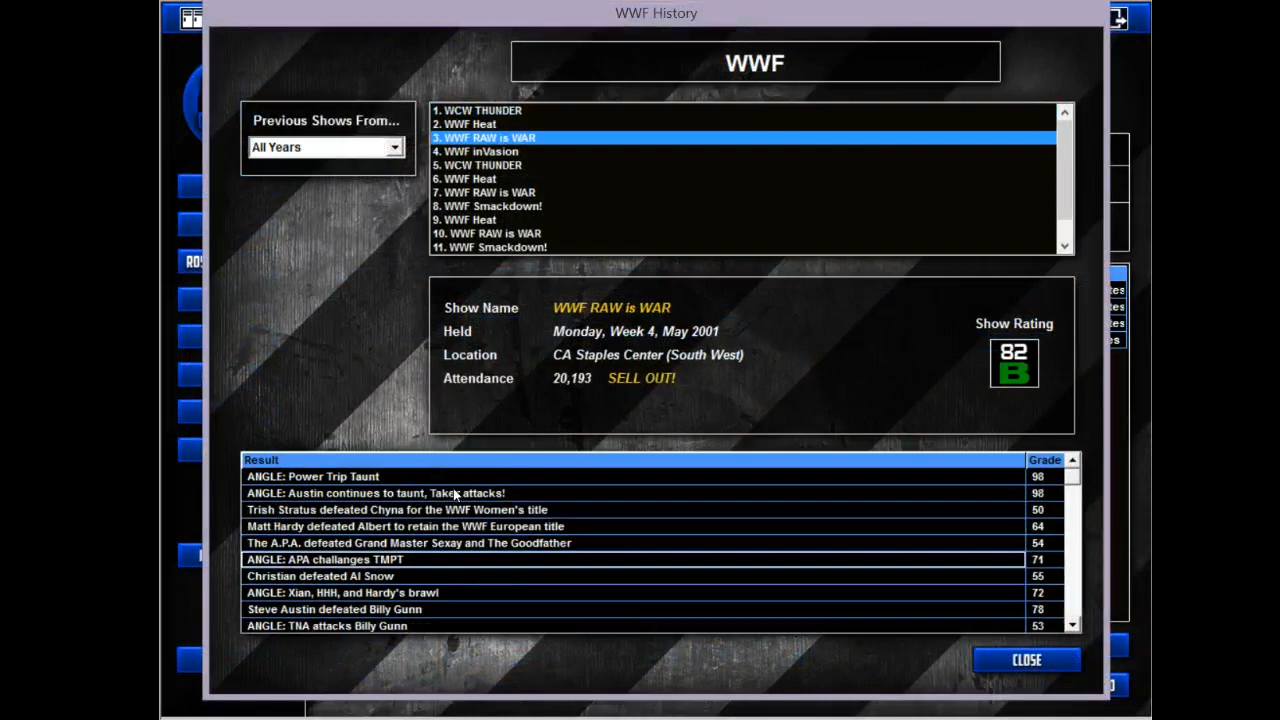 WWF History
WWF
Previous Shows From...
All Years
1. WCW THUNDER
2. WWF Heat
3. WWF RAW is WAR
4. WWF inVasion
5. WCW THUNDER
6. WWF Heat
7. WWF RAW is WAR
8. WWF Smackdown!
9. WWF Heat
10. WWF RAW is WAR
11. WWF Smackdown!
Show Name WWF RAW is WAR
Held Monday, Week 4, May 2001
Location CA Staples Center (South West)
Attendance 20,193 SELL OUT!
Show Rating
82
B
Result Grade
ANGLE: Power Trip Taunt 98
ANGLE: Austin continues to taunt, Taker attacks! 98
Trish Stratus defeated Chyna for the WWF Women's title 50
Matt Hardy defeated Albert to retain the WWF European title 64
The A.P.A. defeated Grand Master Sexay and The Goodfather 54
ANGLE: APA challanges TMPT 71
Christian defeated Al Snow 55
ANGLE: Xian, HHH, and Hardy's brawl 72
Steve Austin defeated Billy Gunn 78
ANGLE: TNA attacks Billy Gunn 53
CLOSE